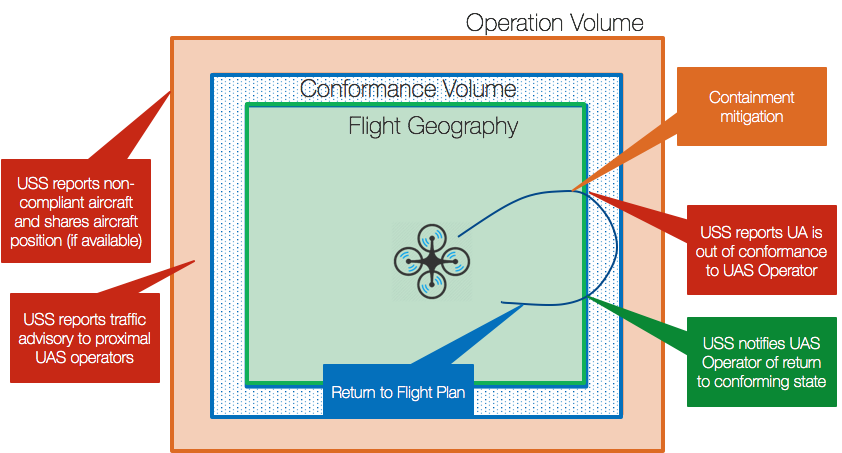 Operation Volume
Conformance Volume
Flight Geography
Containment
mitigation
USS reports non-
compliant aircraft
and shares aircraft
position (if available)
USS reports UA is
out of conformance
to UAS Operator
USS reports traffic
advisory to proximal
UAS operators
USS notifies UAS
Operator of return
to conforming state
Return to Flight Plan